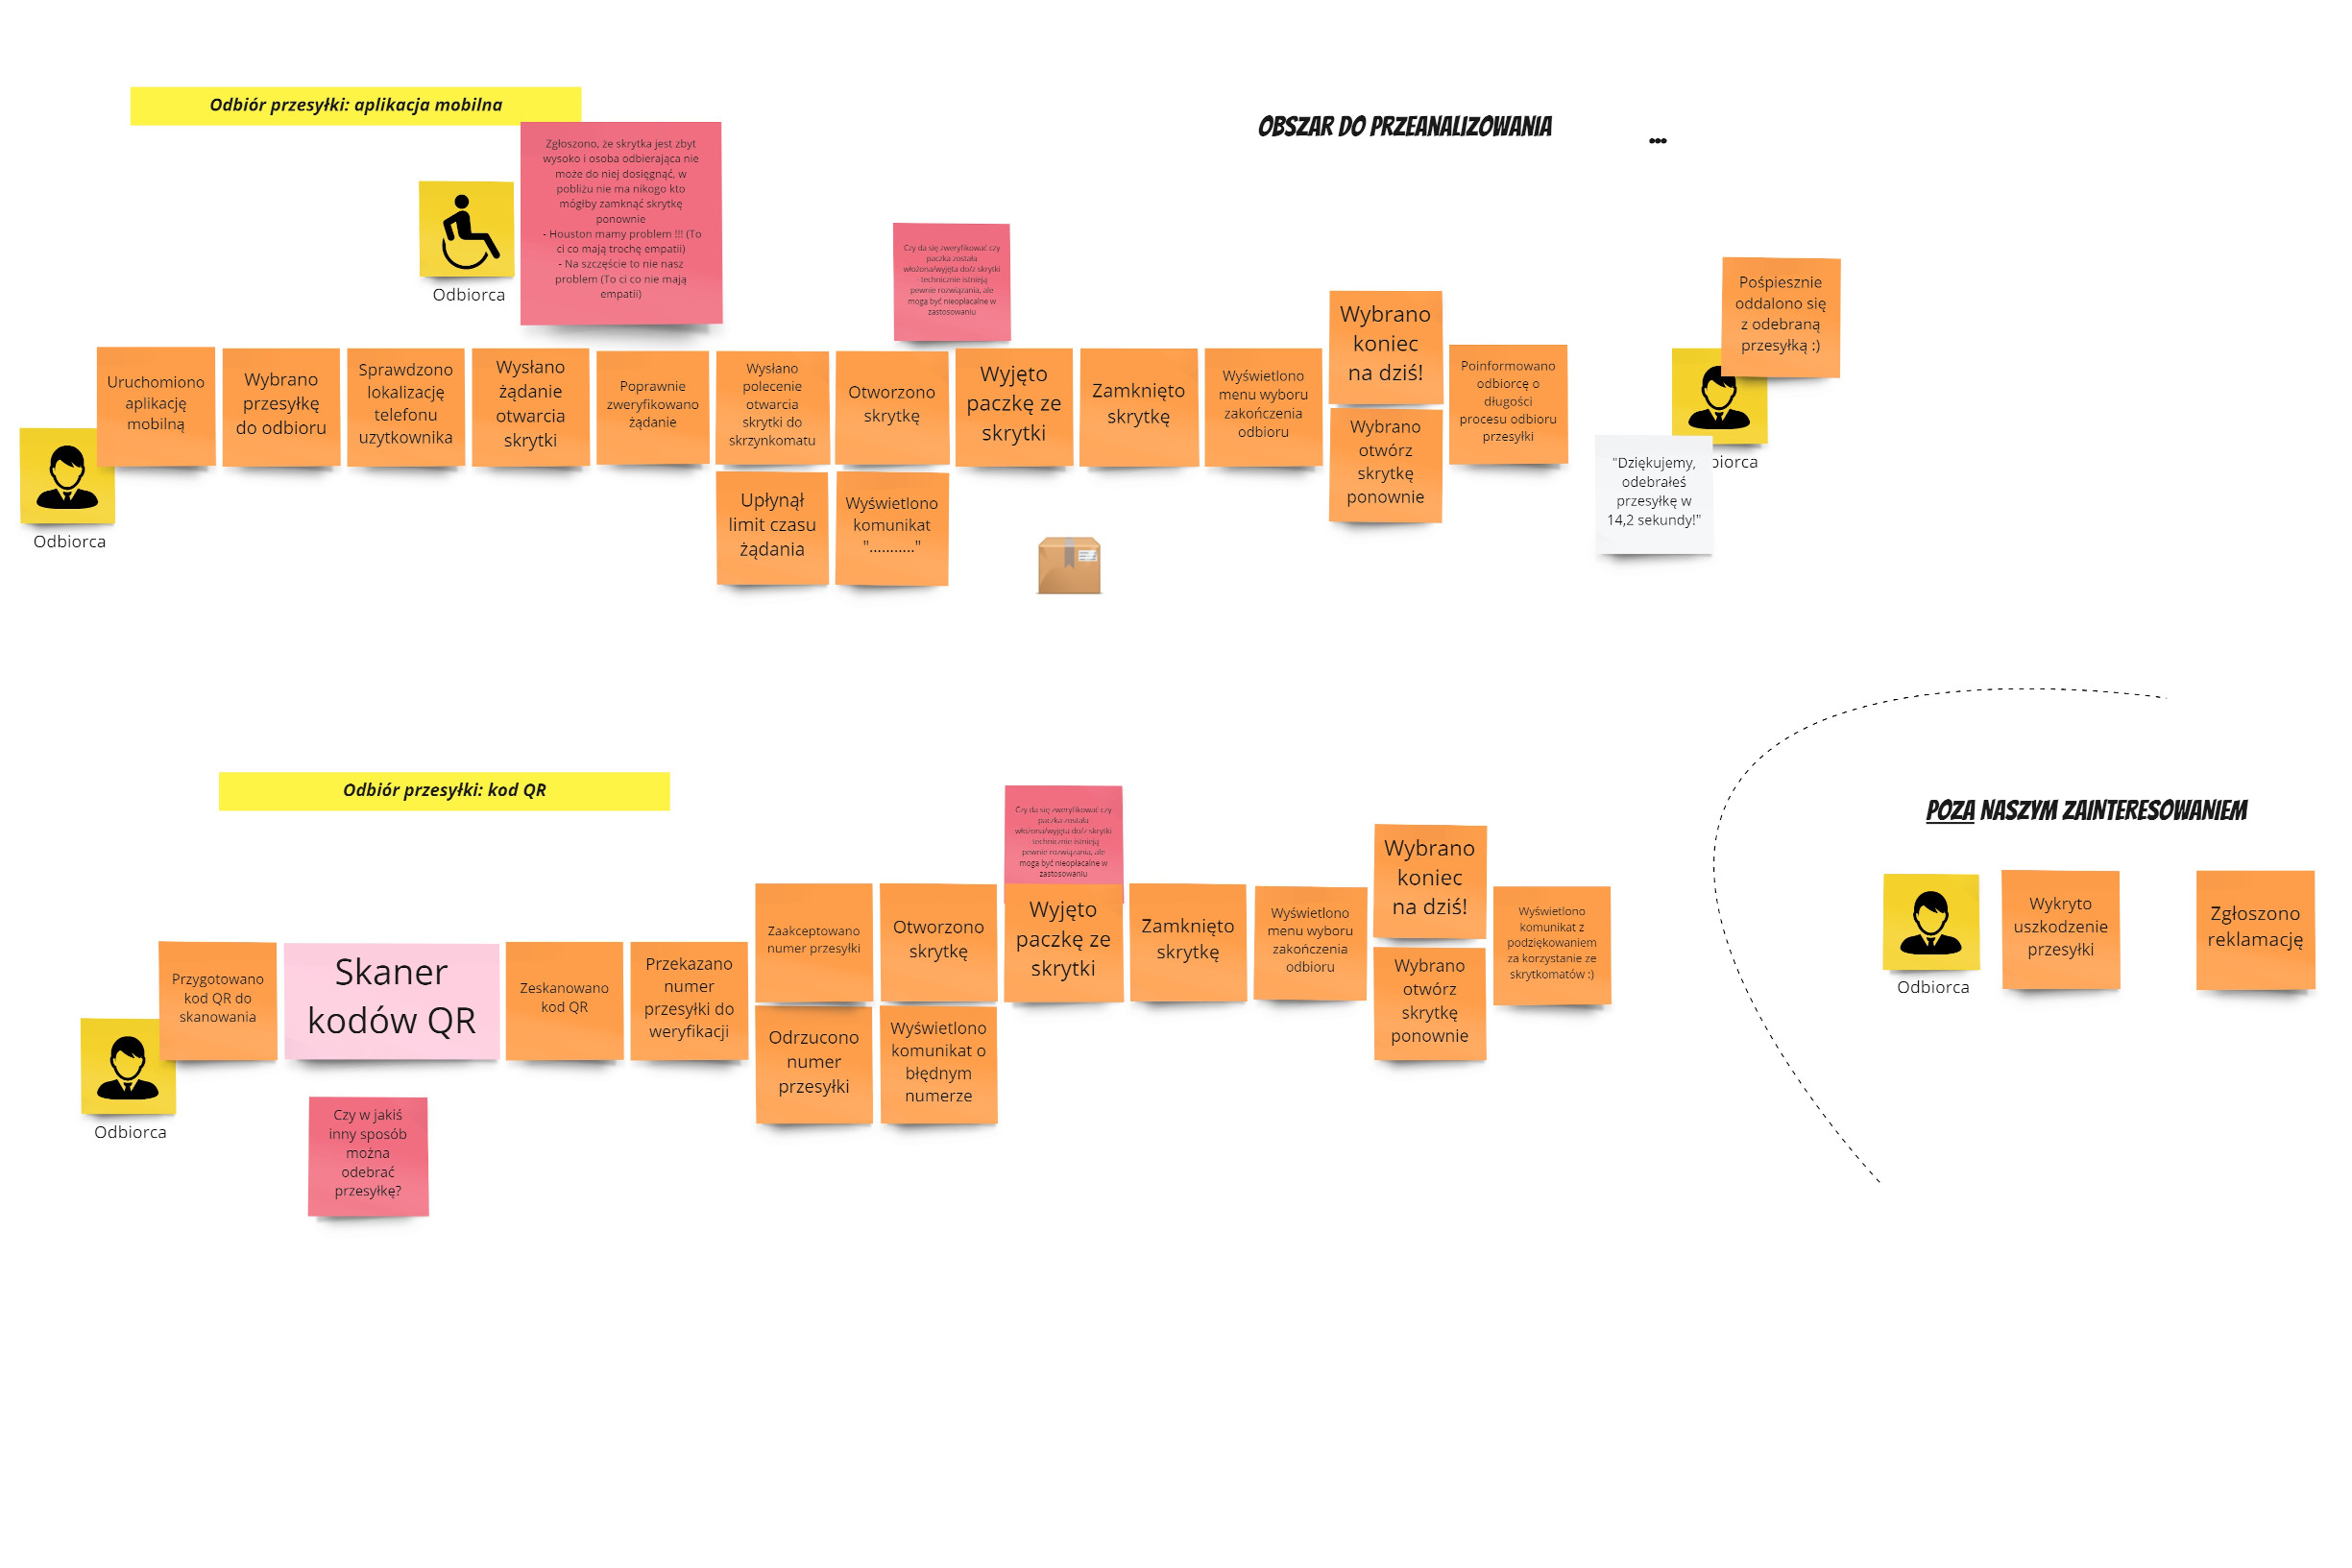 Odbiór przesyłki: aplikacja mobilna
OBSZAR DO PRZEANALIZOWANIA
...
Zgłoszono, że skrytka jest zbyt
wysoko i osoba odbierająca nie
może do niej dosięgnąć, w
pobliżu nie ma nikogo kto
mógłby zamknąć skrytkę
ponownie
- Houston mamy problem !!! (To
ci co mają trochę empatii)
- Na szczęście to nie nasz
problem (To ci co nie mają
empatii)
Odbiorca
Czy da się zweryfikować czy
paczka została
włożona/wyjęta do/z skrytki
- technicznie istnieją
pewnie rozwiązania, ale
mogą być nieopłacalne w
zastosowaniu
Odbiorca
Uruchomiono
aplikację
mobilną
Wybrano
przesyłkę
do odbioru
Sprawdzono
lokalizację
telefonu
uzytkownika
Wysłano
żądanie
otwarcia
skrytki
Poprawnie
zweryfikowano
żądanie
Wysłano
polecenie
otwarcia
skrytki do
skrzynkomatu
Upłynął
limit czasu
żądania
Otworzono
skrytkę
Wyświetlono
komunikat
"..........."
Wyjęto
paczkę ze
skrytki
Zamknięto
skrytkę
Wyświetlono
menu wyboru
zakończenia
odbioru
Wybrano
koniec
na dziś!
Wybrano
otwórz
skrytkę
ponownie
Poinformowano
odbiorcę o
długości
procesu odbioru
przesyłki
"Dziękujemy,
odebrałeś
przesyłkę w
14,2 sekundy!"
biorca
Pośpiesznie
oddalono się
z odebraną
przesyłką :)
Odbiór przesyłki: kod QR
Odbiorca
Przygotowano
kod QR do
skanowania
Skaner
kodów QR
Czy w jakiś
inny sposób
można
odebrać
przesyłkę?
Zeskanowano
kod QR
Przekazano
numer
przesyłki do
weryfikacji
Zaakceptowano
numer przesyłki
Odrzucono
numer
przesyłki
Otworzono
skrytkę
Wyświetlono
komunikat o
błędnym
numerze
Czy da się zweryfikować czy
paczka została
włożona/wyjęta do/z skrytki
- technicznie istnieją
pewnie rozwiązania, ale
mogą być nieopłacalne w
zastosowaniu
Wyjęto
paczkę ze
skrytki
Zamknięto
skrytkę
Wyświetlono
menu wyboru
zakończenia
odbioru
Wybrano
koniec
na dziś!
Wybrano
otwórz
skrytkę
ponownie
Wyświetlono
komunikat z
podziękowaniem
za korzystanie ze
skrytkomatów :)
POZA NASZYM ZAINTERESOWANIEM
Odbiorca
Wykryto
uszkodzenie
przesyłki
Zgłoszono
reklamację